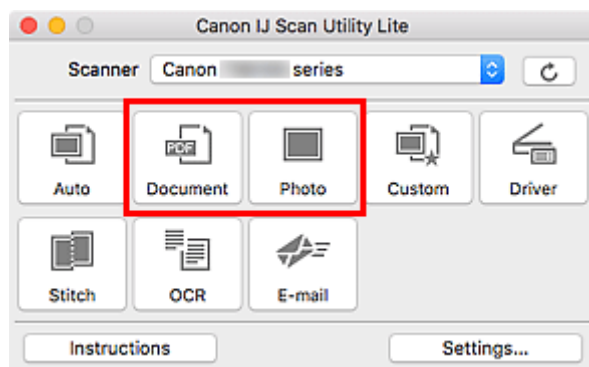 Canon IJ Scan Utility Lite
Scanner Canon series
Auto Document Photo Custom Driver
PDF
Stitch OCR E-mail
Instructions Settings...